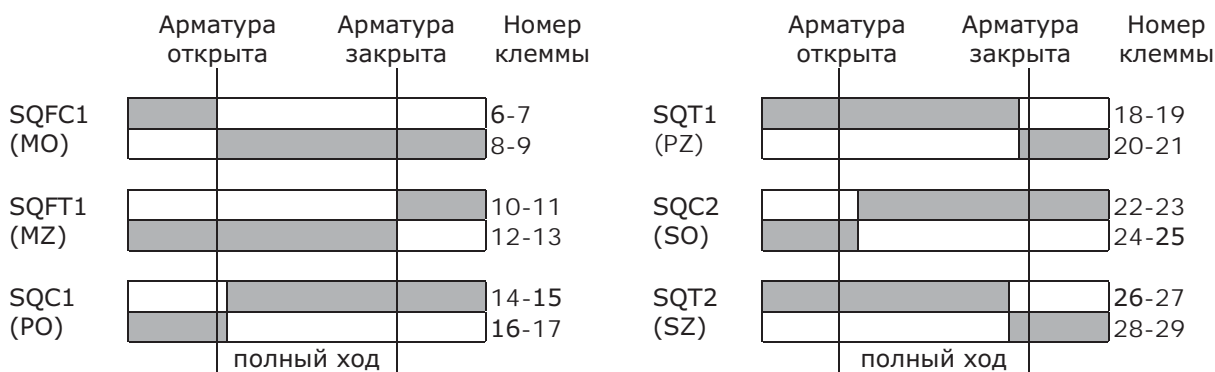 Арматура открыта
Арматура закрыта
Номер клеммы
SQFC1 (MO)
6-7
8-9
SQFT1 (MZ)
10-11
12-13
SQC1 (PO)
14-15
16-17
полный ход
Арматура открыта
Арматура закрыта
Номер клеммы
SQT1 (PZ)
18-19
20-21
SQC2 (SO)
22-23
24-25
SQT2 (SZ)
26-27
28-29
полный ход